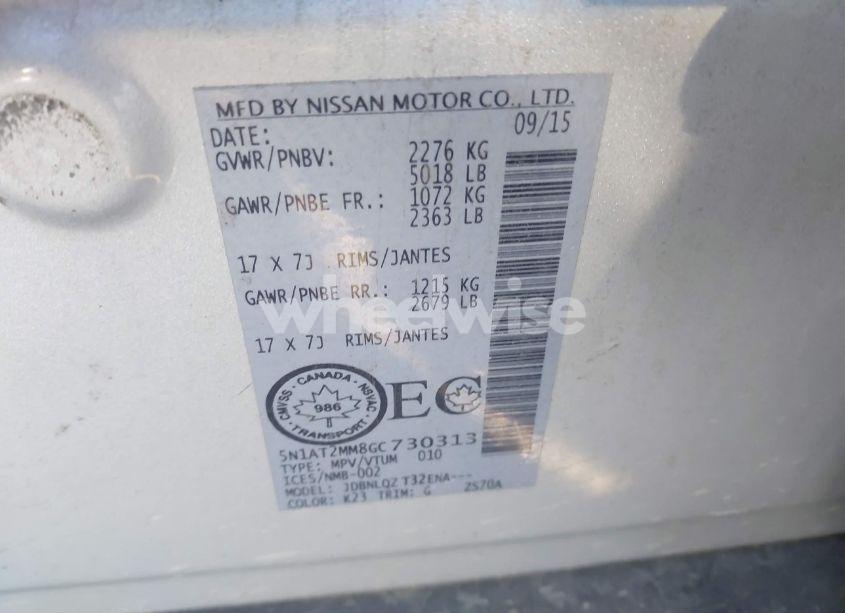 MFD BY NISSAN MOTOR CO., LTD.
DATE: 09/15
GVWR/PNBV: 2276 KG
5018 LB
GAWR/PNBE FR.: 1072 KG
2363 LB
17 X 7J RIMS/JANTES
GAWR/PNBE RR.: 1215 KG
2679 LB
wheelwise
17 X 7J RIMS/JANTES
CMVSS - CANADA - NSVAC
986
TRANSPORT
EC
5N1AT2MM8GC730313
TYPE: MPV/VTUM 010
ICES/NMB-002
MODEL: JDBNLQZ T32ENA---
COLOR: K23 TRIM: G ZS70A